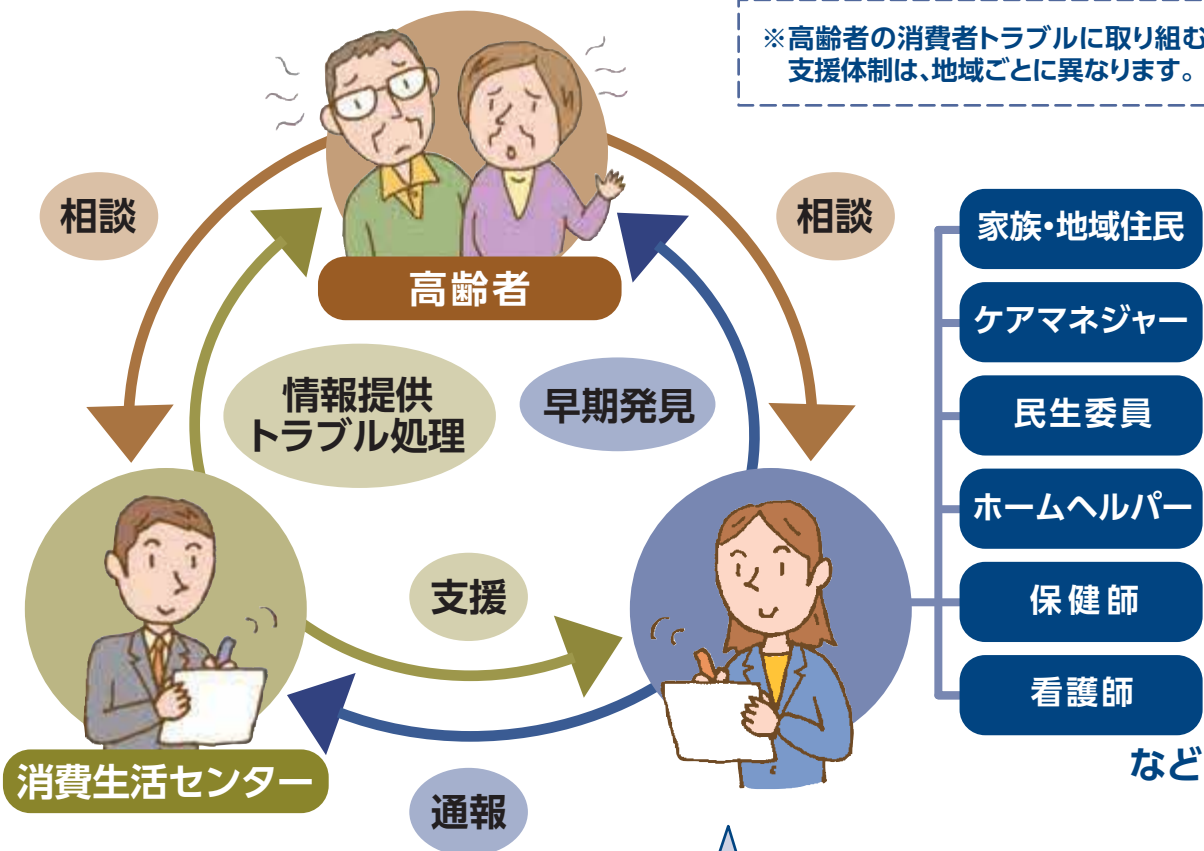 ※高齢者の消費者トラブルに取り組む
支援体制は、地域ごとに異なります。
相談
相談
高齢者
情報提供
トラブル処理
早期発見
支援
通報
消費生活センター
家族・地域住民
ケアマネジャー
民生委員
ホームヘルパー
保健師
看護師
など